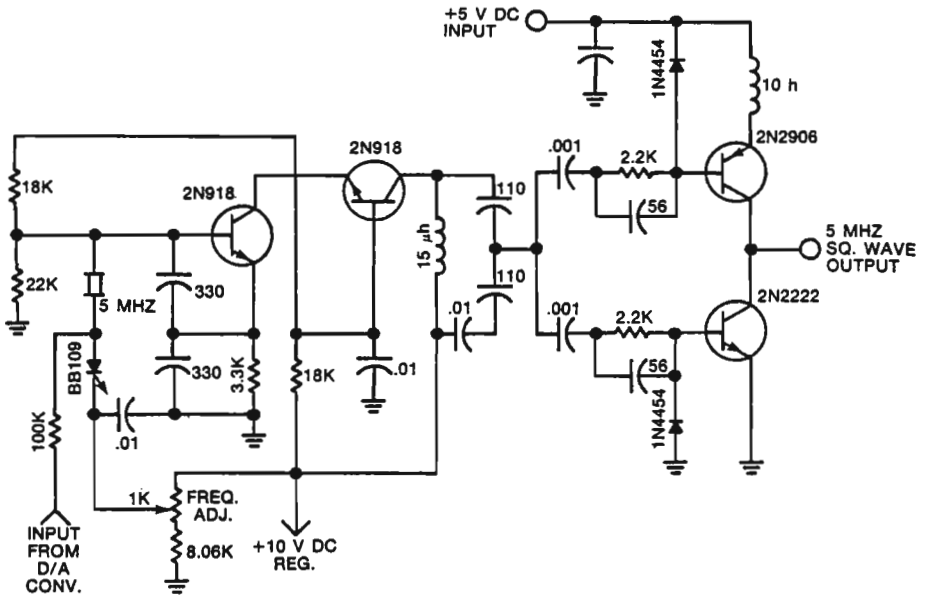 +5 V DC
INPUT
1N4454
10 h
2N2906
2N918
.001
2.2K
56
18K
2N918
110
15 µh
5 MHZ
SQ. WAVE
OUTPUT
22K
5 MHZ
330
110
2N2222
.01
.001
2.2K
BB109
330
3.3K
18K
.01
56
1N4454
100K
.01
1K
FREQ.
ADJ.
INPUT
FROM
D/A
CONV.
8.06K
+10 V DC
REG.